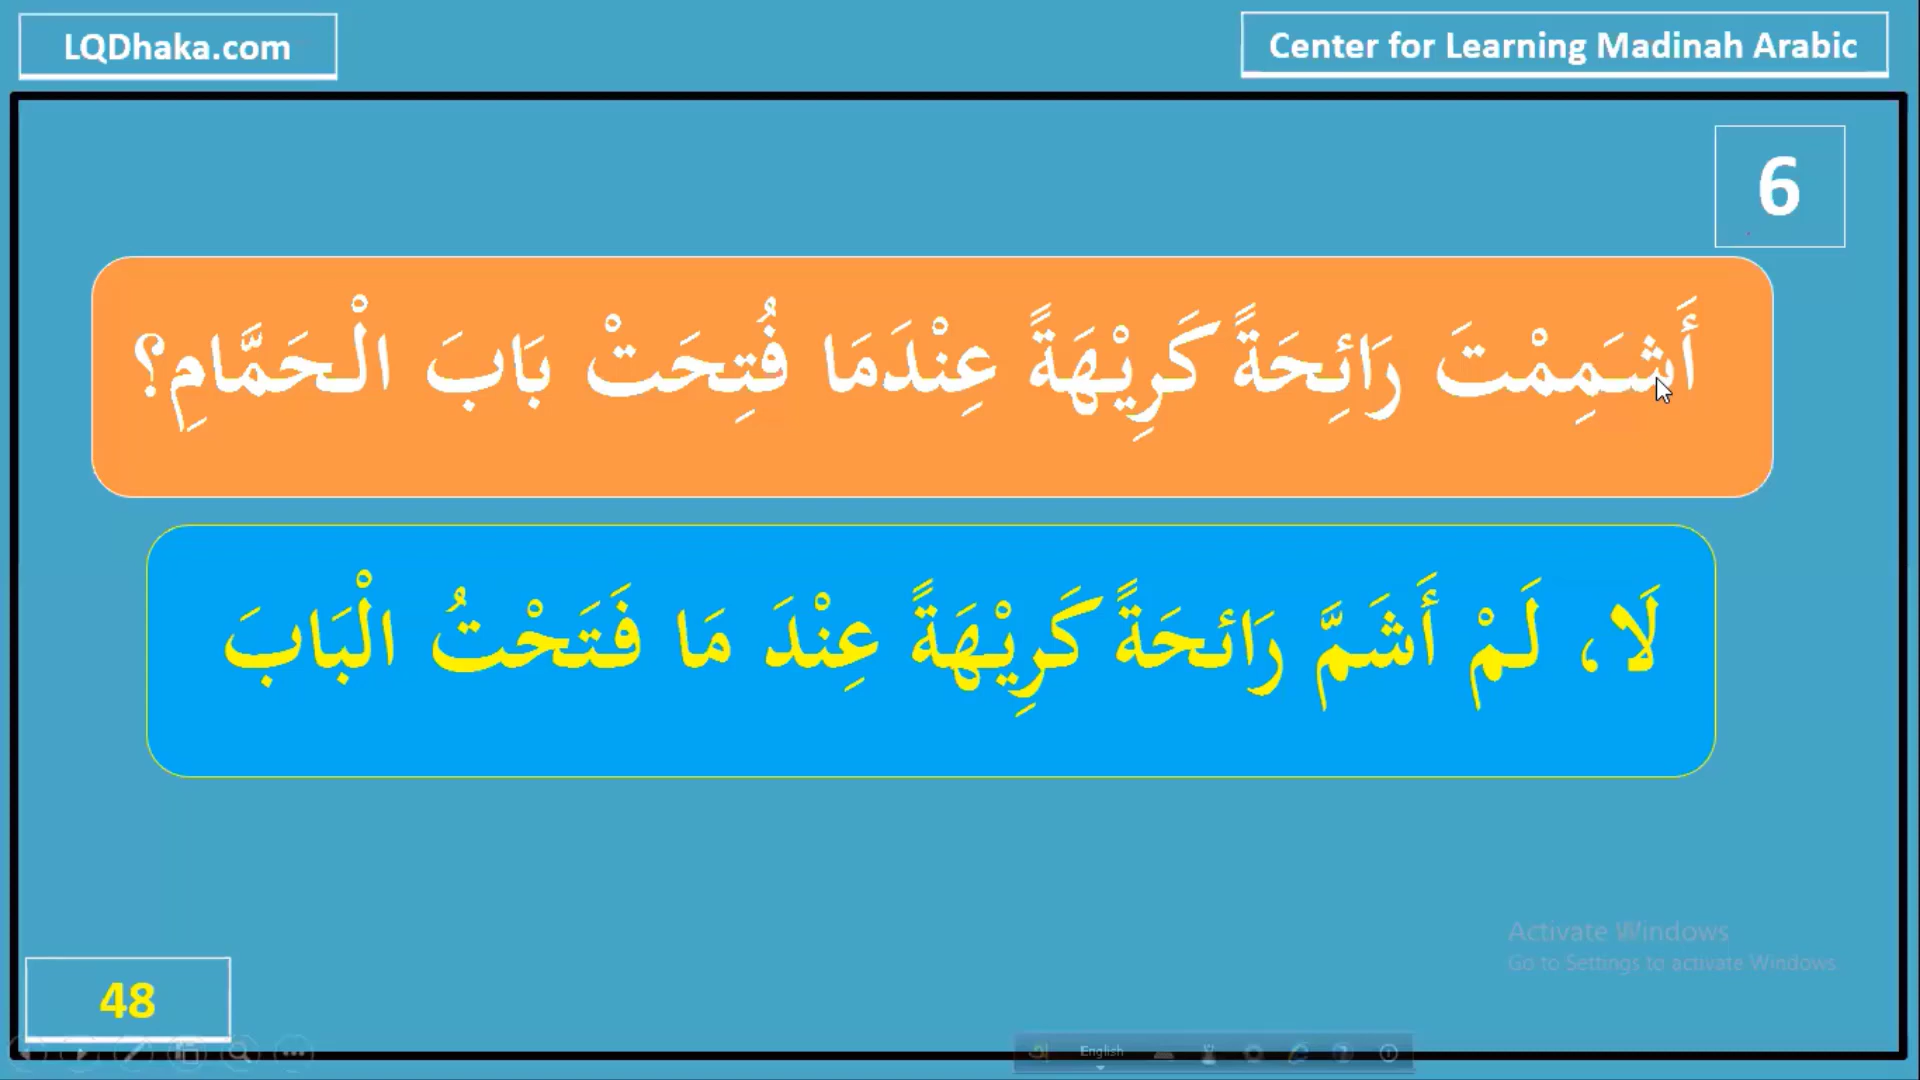 LQDhaka.com
Center for Learning Madinah Arabic
6
أَشَمِمْتَ رَائِحَةً كَرِيْهَةً عِنْدَمَا فُتِحَتْ بَابَ الْحَمَّامِ؟
لَا، لَمْ أَشَمَّ رَائحَةً كَرِيْهَةً عِنْدَ مَا فَتَحْتُ الْبَابَ
Activate Windows
Go to Settings to activate Windows
48
English